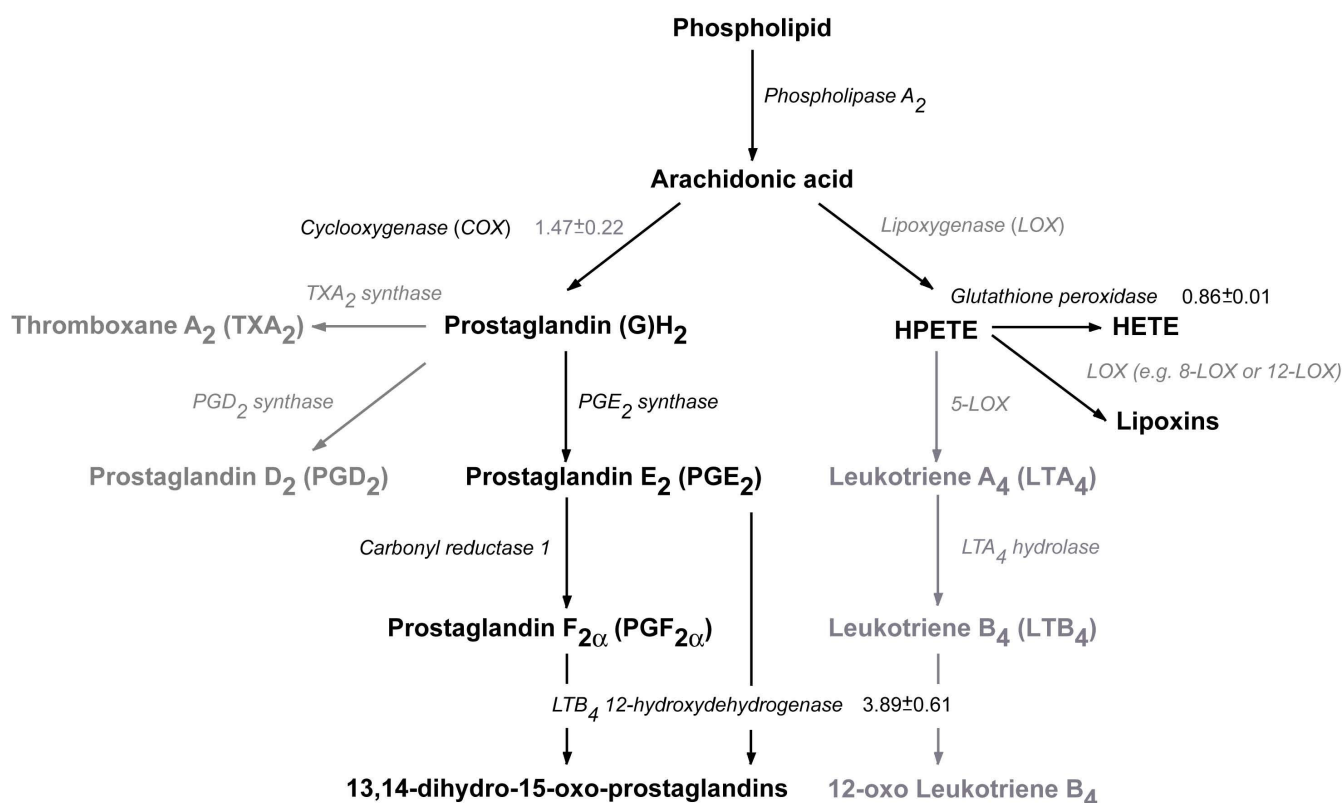 Phospholipid
Phospholipase A2
Arachidonic acid
Cyclooxygenase (COX) 1.47±0.22
Lipoxygenase (LOX)
TXA2 synthase
Glutathione peroxidase 0.86±0.01
Thromboxane A2 (TXA2)
Prostaglandin (G)H2
HPETE
HETE
LOX (e.g. 8-LOX or 12-LOX)
PGD2 synthase
PGE2 synthase
5-LOX
Lipoxins
Prostaglandin D2 (PGD2)
Prostaglandin E2 (PGE2)
Leukotriene A4 (LTA4)
Carbonyl reductase 1
LTA4 hydrolase
Prostaglandin F2α (PGF2α)
Leukotriene B4 (LTB4)
LTB4 12-hydroxydehydrogenase 3.89±0.61
13,14-dihydro-15-oxo-prostaglandins
12-oxo Leukotriene B4